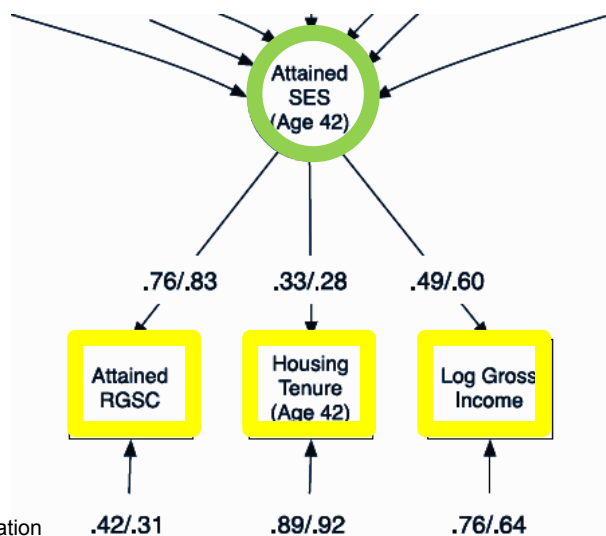 Attained
SES
(Age 42)
.76/.83 .33/.28 .49/.60
Attained
RGSC
Housing
Tenure
(Age 42)
Log Gross
Income
ation .42/.31 .89/.92 .76/.64